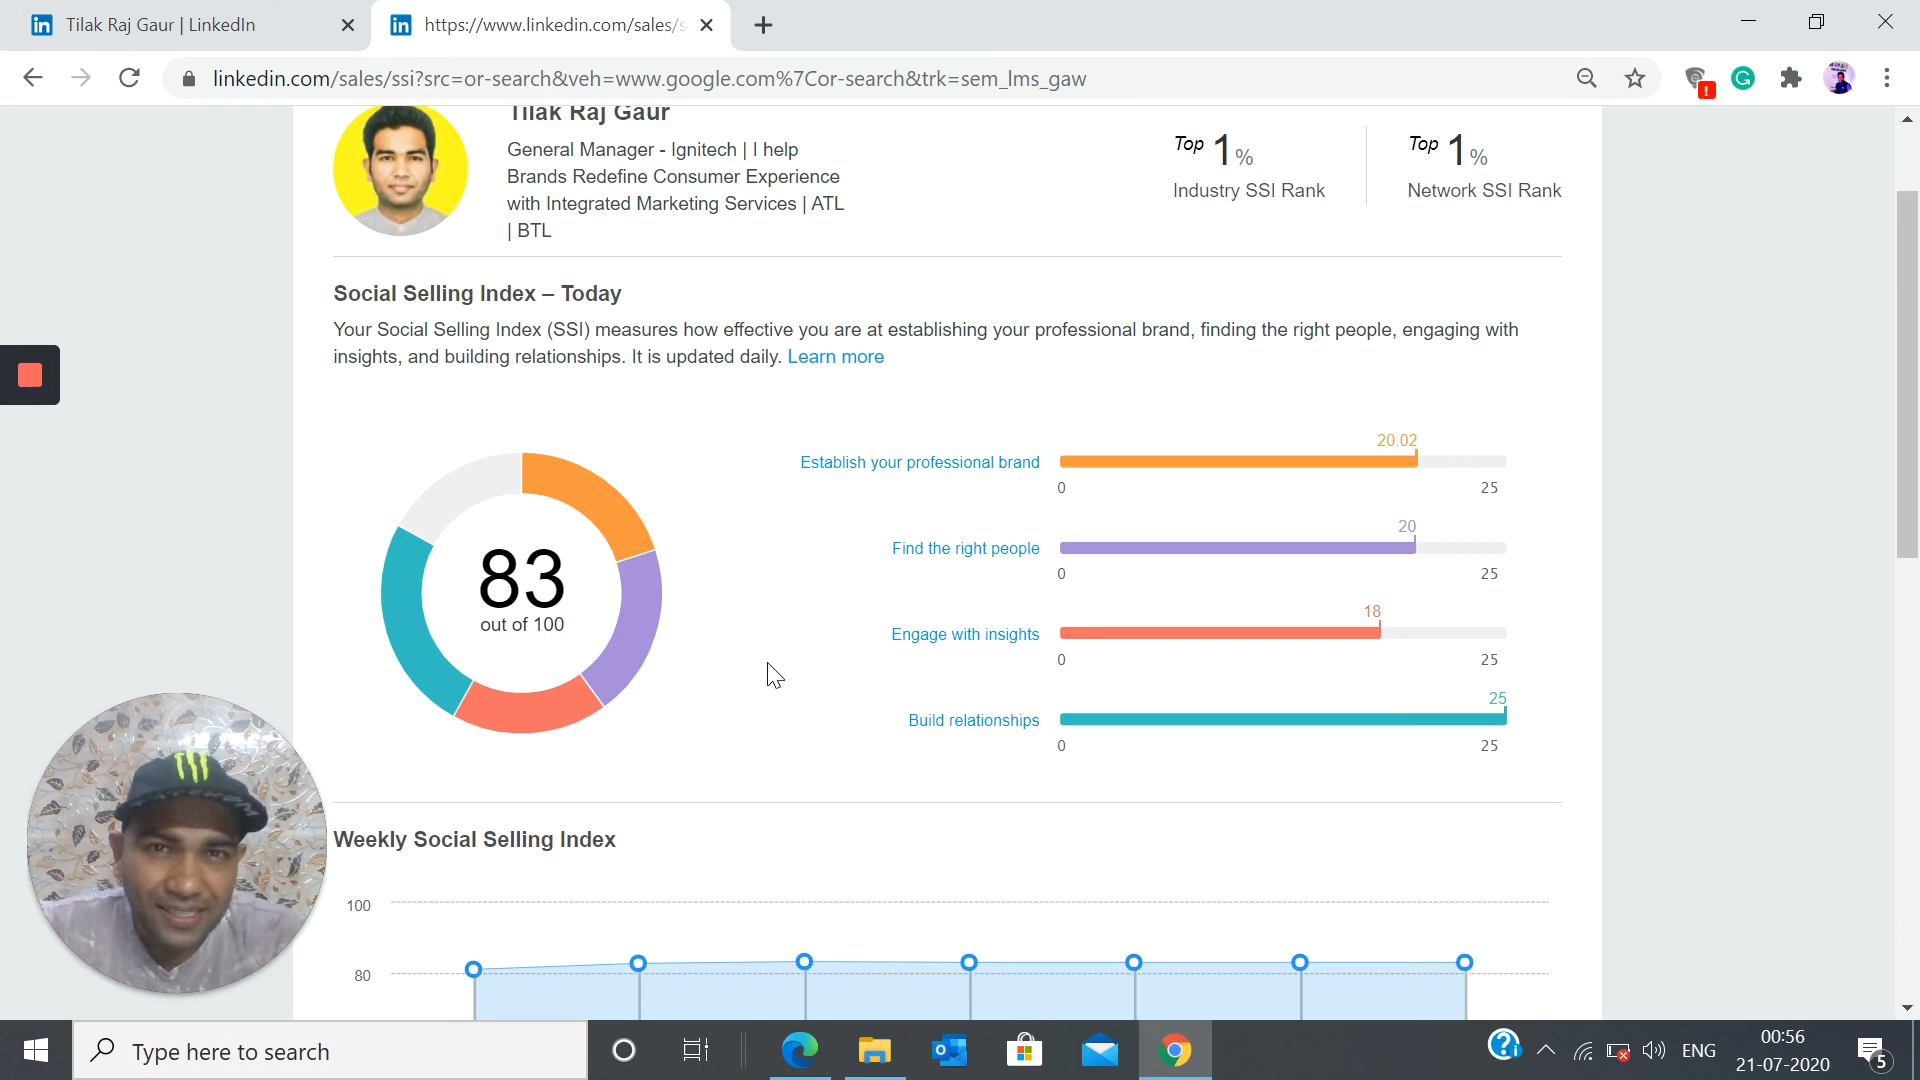 Tilak Raj Gaur | LinkedIn
https://www.linkedin.com/sales/s
linkedin.com/sales/ssi?src=or-search&veh=www.google.com%7Cor-search&trk=sem_lms_gaw
Tilak Raj Gaur
General Manager - Ignitech | I help
Brands Redefine Consumer Experience
with Integrated Marketing Services | ATL
| BTL
Top 1%
Industry SSI Rank
Top 1%
Network SSI Rank
Social Selling Index – Today
Your Social Selling Index (SSI) measures how effective you are at establishing your professional brand, finding the right people, engaging with
insights, and building relationships. It is updated daily. Learn more
83
out of 100
20.02
Establish your professional brand
0 25
20
Find the right people
0 25
18
Engage with insights
0 25
25
Build relationships
0 25
Weekly Social Selling Index
100
80
Type here to search
ENG
00:56
21-07-2020
5